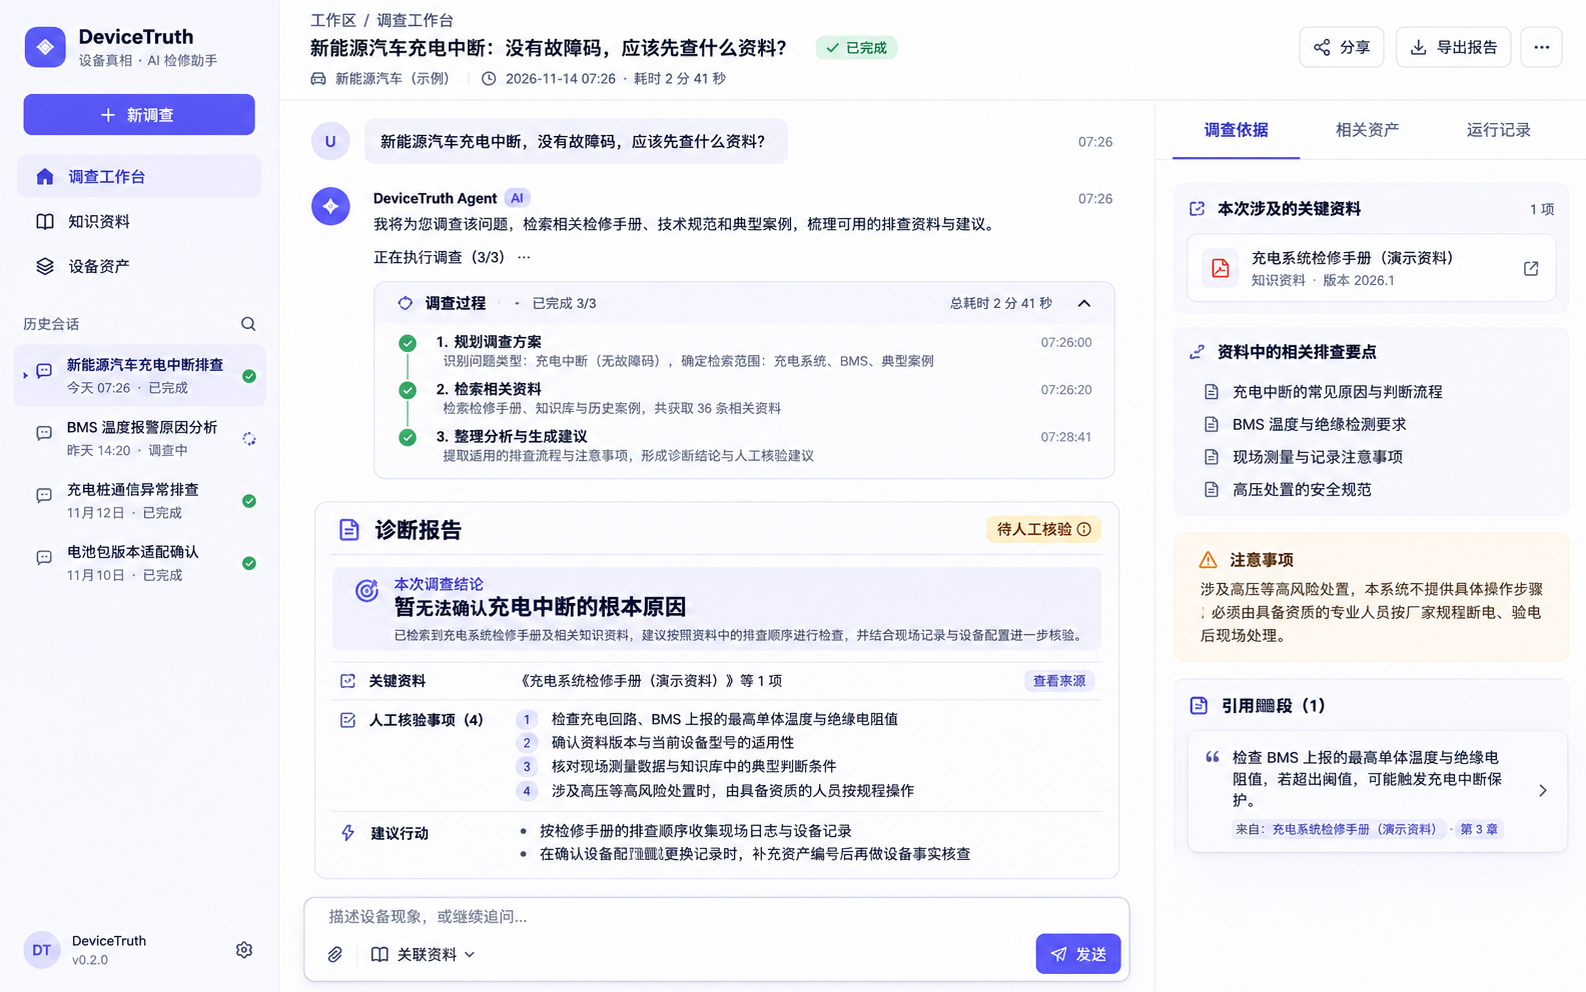 DeviceTruth
设备真相 · AI 检修助手
新调查
调查工作台
知识资料
设备资产
历史会话
新能源汽车充电中断排查
今天 07:26 · 已完成
BMS 温度报警原因分析
昨天 14:20 · 调查中
充电桩通信异常排查
11月12日 · 已完成
电池包版本适配确认
11月10日 · 已完成
DT
DeviceTruth
v0.2.0
工作区 / 调查工作台
新能源汽车充电中断：没有故障码，应该先查什么资料？
已完成
新能源汽车（示例）
2026-11-14 07:26 · 耗时 2 分 41 秒
分享
导出报告
U
新能源汽车充电中断，没有故障码，应该先查什么资料？
07:26
DeviceTruth Agent AI
07:26
我将为您调查该问题，检索相关检修手册、技术规范和典型案例，梳理可用的排查资料与建议。
正在执行调查（3/3） ···
调查过程 · 已完成 3/3
总耗时 2 分 41 秒
1. 规划调查方案
07:26:00
识别问题类型：充电中断（无故障码），确定检索范围：充电系统、BMS、典型案例
2. 检索相关资料
07:26:20
检索检修手册、知识库与历史案例，共获取 36 条相关资料
3. 整理分析与生成建议
07:28:41
提取适用的排查流程与注意事项，形成诊断结论与人工核验建议
诊断报告
待人工核验
本次调查结论
暂无法确认充电中断的根本原因
已检索到充电系统检修手册及相关知识资料，建议按照资料中的排查顺序进行检查，并结合现场记录与设备配置进一步核验。
关键资料
《充电系统检修手册（演示资料）》等 1 项
查看来源
人工核验事项（4）
1 检查充电回路、BMS 上报的最高单体温度与绝缘电阻值
2 确认资料版本与当前设备型号的适用性
3 核对现场测量数据与知识库中的典型判断条件
4 涉及高压等高风险处置时，由具备资质的人员按规程操作
建议行动
• 按检修手册的排查顺序收集现场日志与设备记录
• 在确认设备配更换记录时，补充资产编号后再做设备事实核查
描述设备现象，或继续追问...
关联资料
发送
调查依据
相关资产
运行记录
本次涉及的关键资料
1 项
充电系统检修手册（演示资料）
知识资料 · 版本 2026.1
资料中的相关排查要点
充电中断的常见原因与判断流程
BMS 温度与绝缘检测要求
现场测量与记录注意事项
高压处置的安全规范
注意事项
涉及高压等高风险处置，本系统不提供具体操作步骤
必须由具备资质的专业人员按厂家规程断电、验电
后现场处理。
引用段（1）
“ 检查 BMS 上报的最高单体温度与绝缘电
阻值，若超出阈值，可能触发充电中断保
护。
来自：充电系统检修手册（演示资料） · 第 3 章